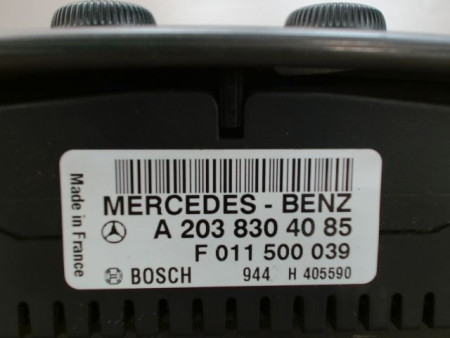 Made in France
MERCEDES - BENZ
A 203 830 40 85
F 011 500 039
BOSCH 944 H 405590